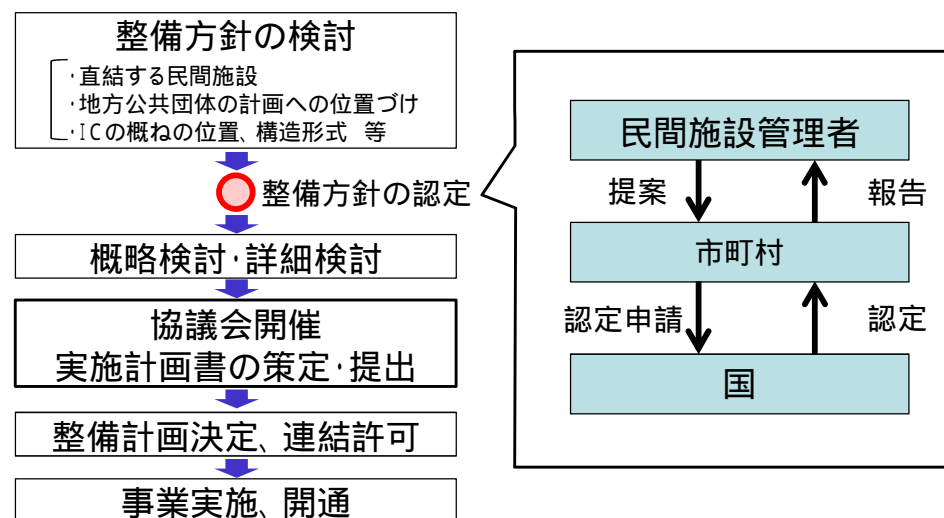 整備方針の検討
・直結する民間施設
・地方公共団体の計画への位置づけ
・ICの概ねの位置、構造形式 等
整備方針の認定
概略検討・詳細検討
協議会開催
実施計画書の策定・提出
整備計画決定、連結許可
事業実施、開通
民間施設管理者
提案
報告
市町村
認定申請
認定
国